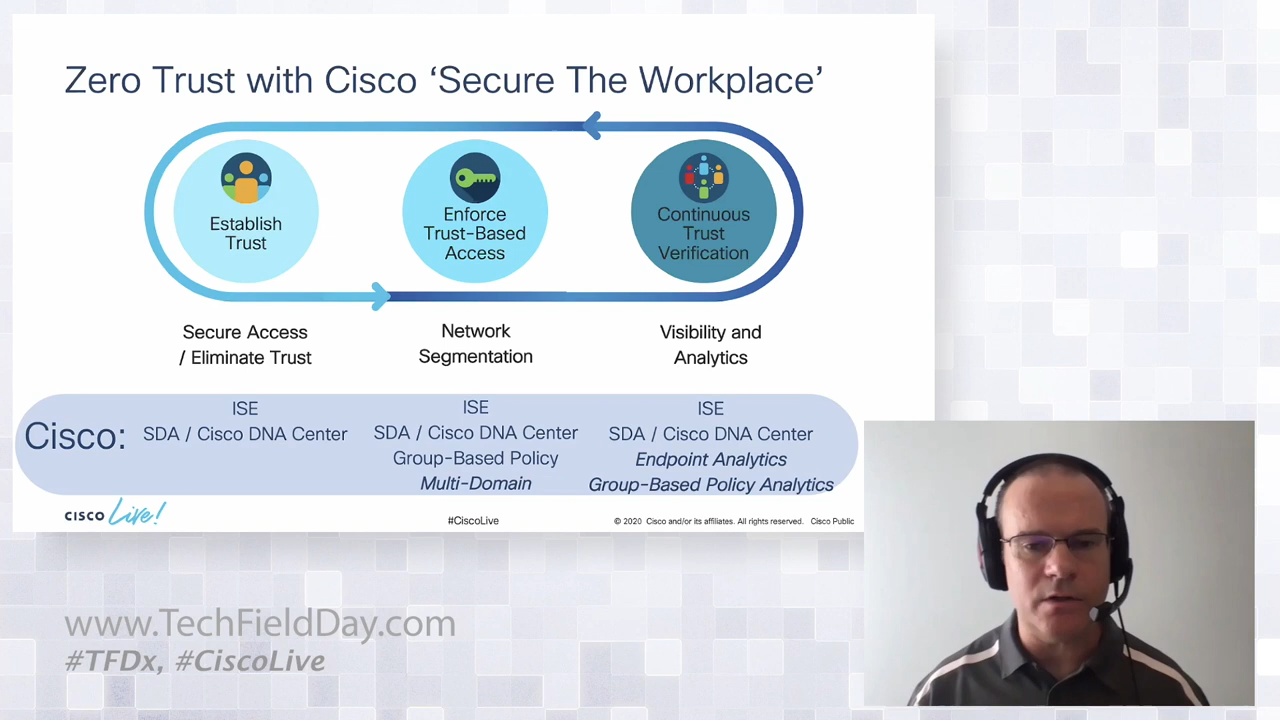 Zero Trust with Cisco ‘Secure The Workplace’
Establish
Trust
Enforce
Trust-Based
Access
Continuous
Trust
Verification
Secure Access
/ Eliminate Trust
Network
Segmentation
Visibility and
Analytics
Cisco:
ISE
SDA / Cisco DNA Center
ISE
SDA / Cisco DNA Center
Group-Based Policy
Multi-Domain
ISE
SDA / Cisco DNA Center
Endpoint Analytics
Group-Based Policy Analytics
CISCO Live!
#CiscoLive
© 2020 Cisco and/or its affiliates. All rights reserved. Cisco Public
www.TechFieldDay.com
#TFDx, #CiscoLive